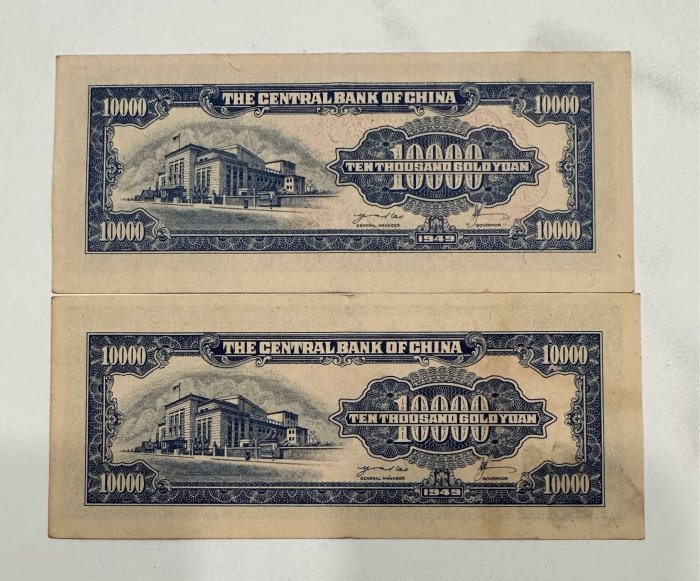 THE CENTRAL BANK OF CHINA
10000 10000
10000
TEN THOUSAND GOLD YUAN
GENERAL MANAGER GOVERNOR
10000 1949 10000
THE CENTRAL BANK OF CHINA
10000 10000
10000
TEN THOUSAND GOLD YUAN
GENERAL MANAGER GOVERNOR
10000 1949 10000